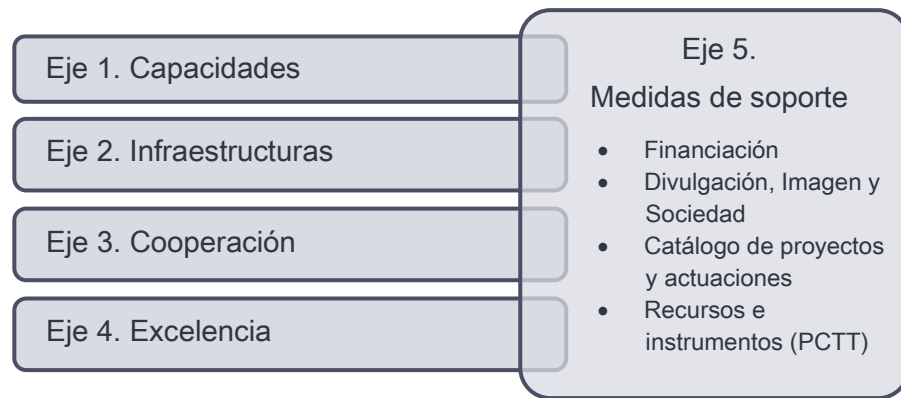 Eje 1. Capacidades
Eje 2. Infraestructuras
Eje 3. Cooperación
Eje 4. Excelencia
Eje 5.
Medidas de soporte
• Financiación
• Divulgación, Imagen y
Sociedad
• Catálogo de proyectos
y actuaciones
• Recursos e
instrumentos (PCTT)